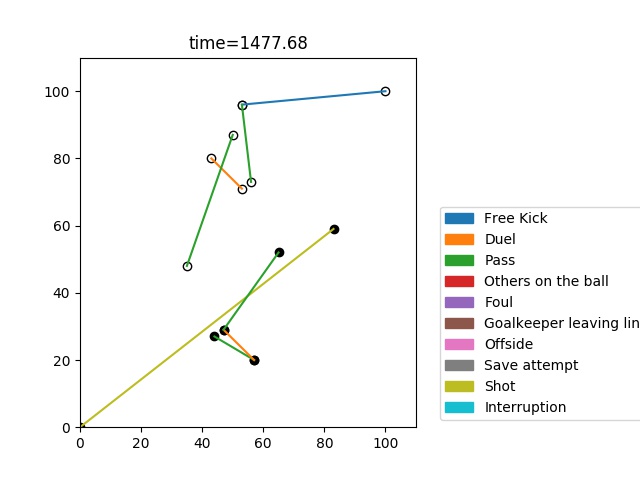 time=1477.68
100
80
60
40
20
0
0 20 40 60 80 100
Free Kick
Duel
Pass
Others on the ball
Foul
Goalkeeper leaving lin
Offside
Save attempt
Shot
Interruption